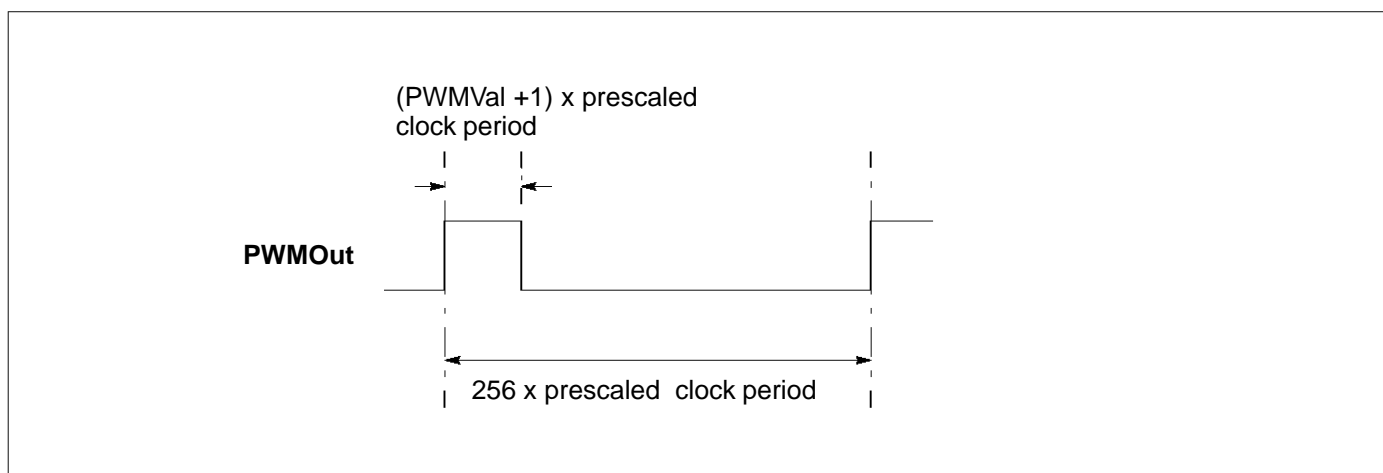 (PWMVal +1) x prescaled
clock period
PWMOut
256 x prescaled clock period